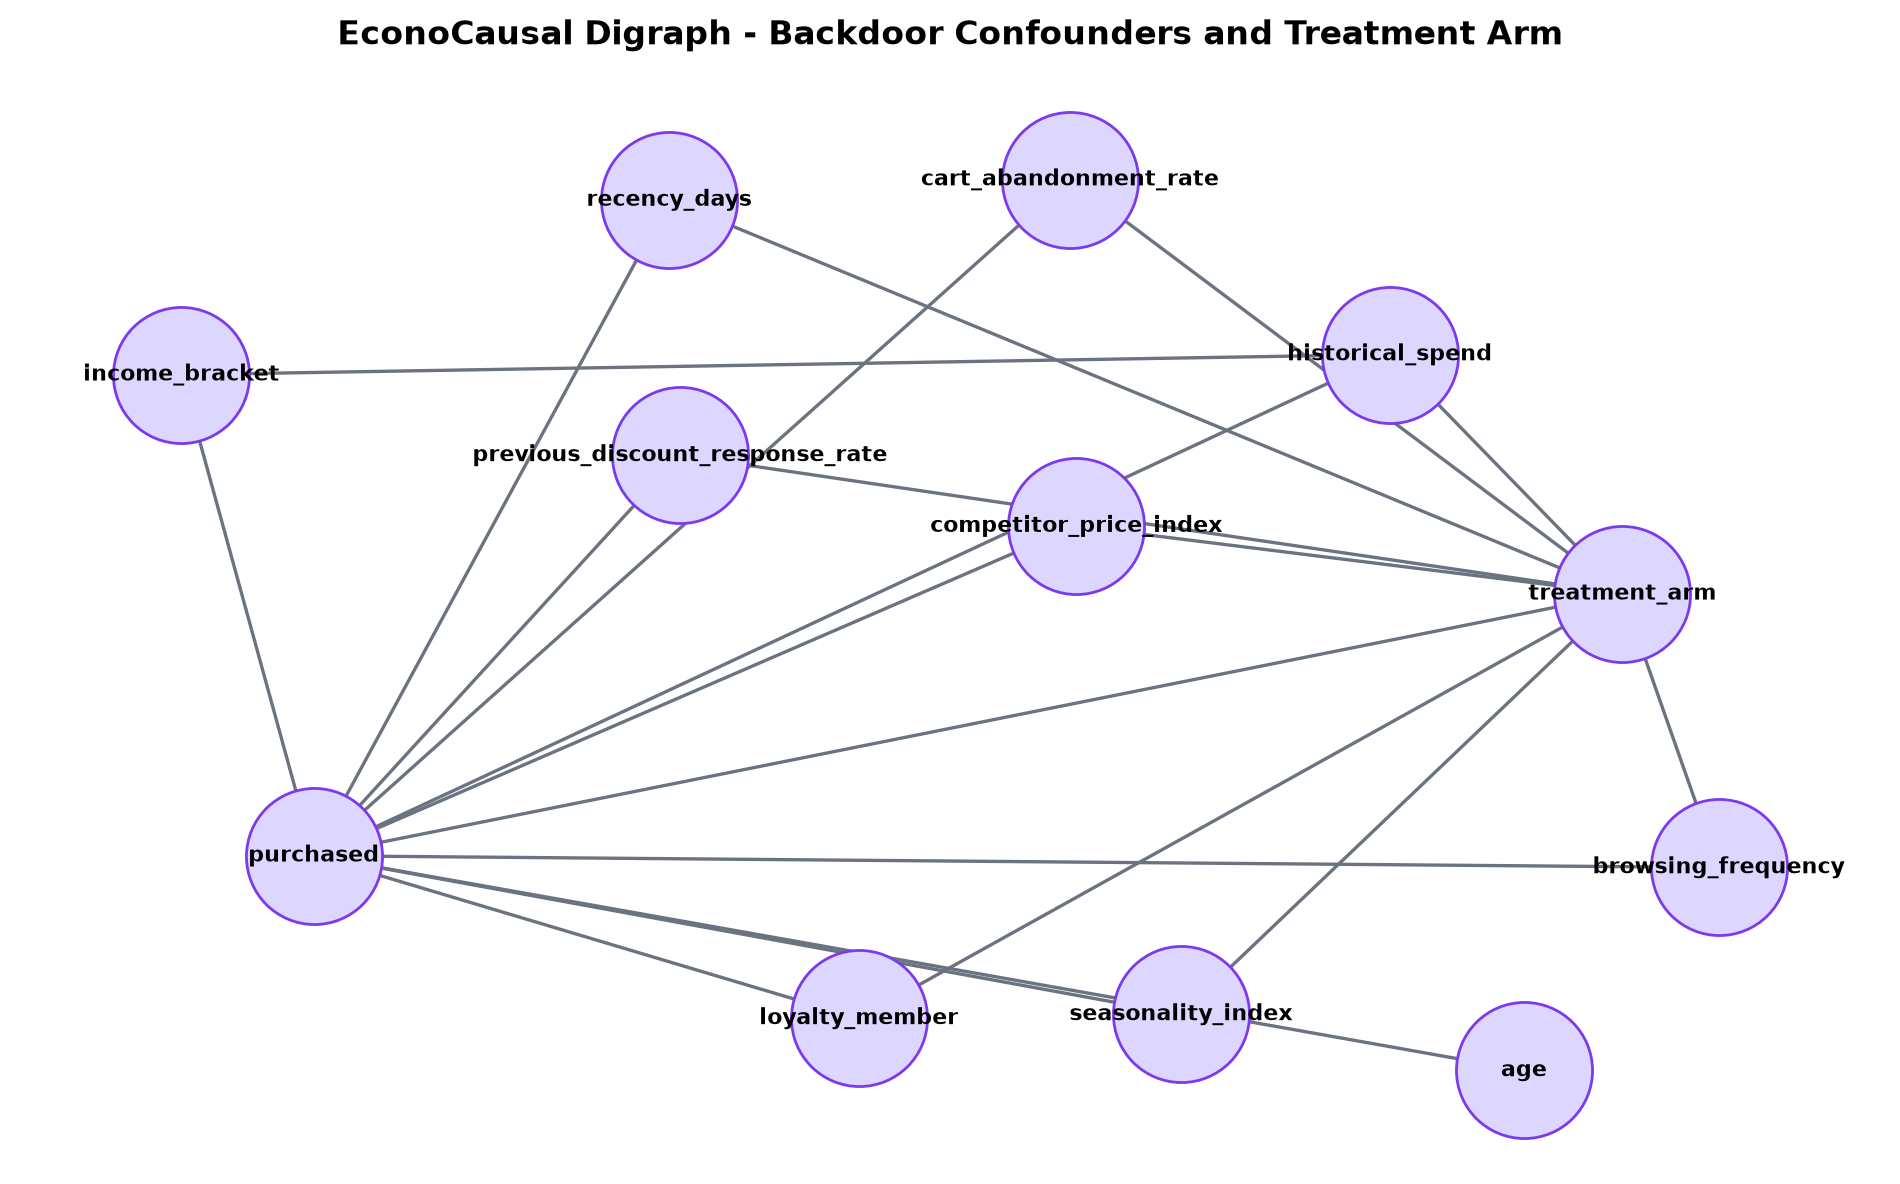 EconoCausal Digraph - Backdoor Confounders and Treatment Arm
cart_abandonment_rate
recency_days
historical_spend
income_bracket
previous_discount_response_rate
competitor_price_index
treatment_arm
purchased
browsing_frequency
loyalty_member
seasonality_index
age